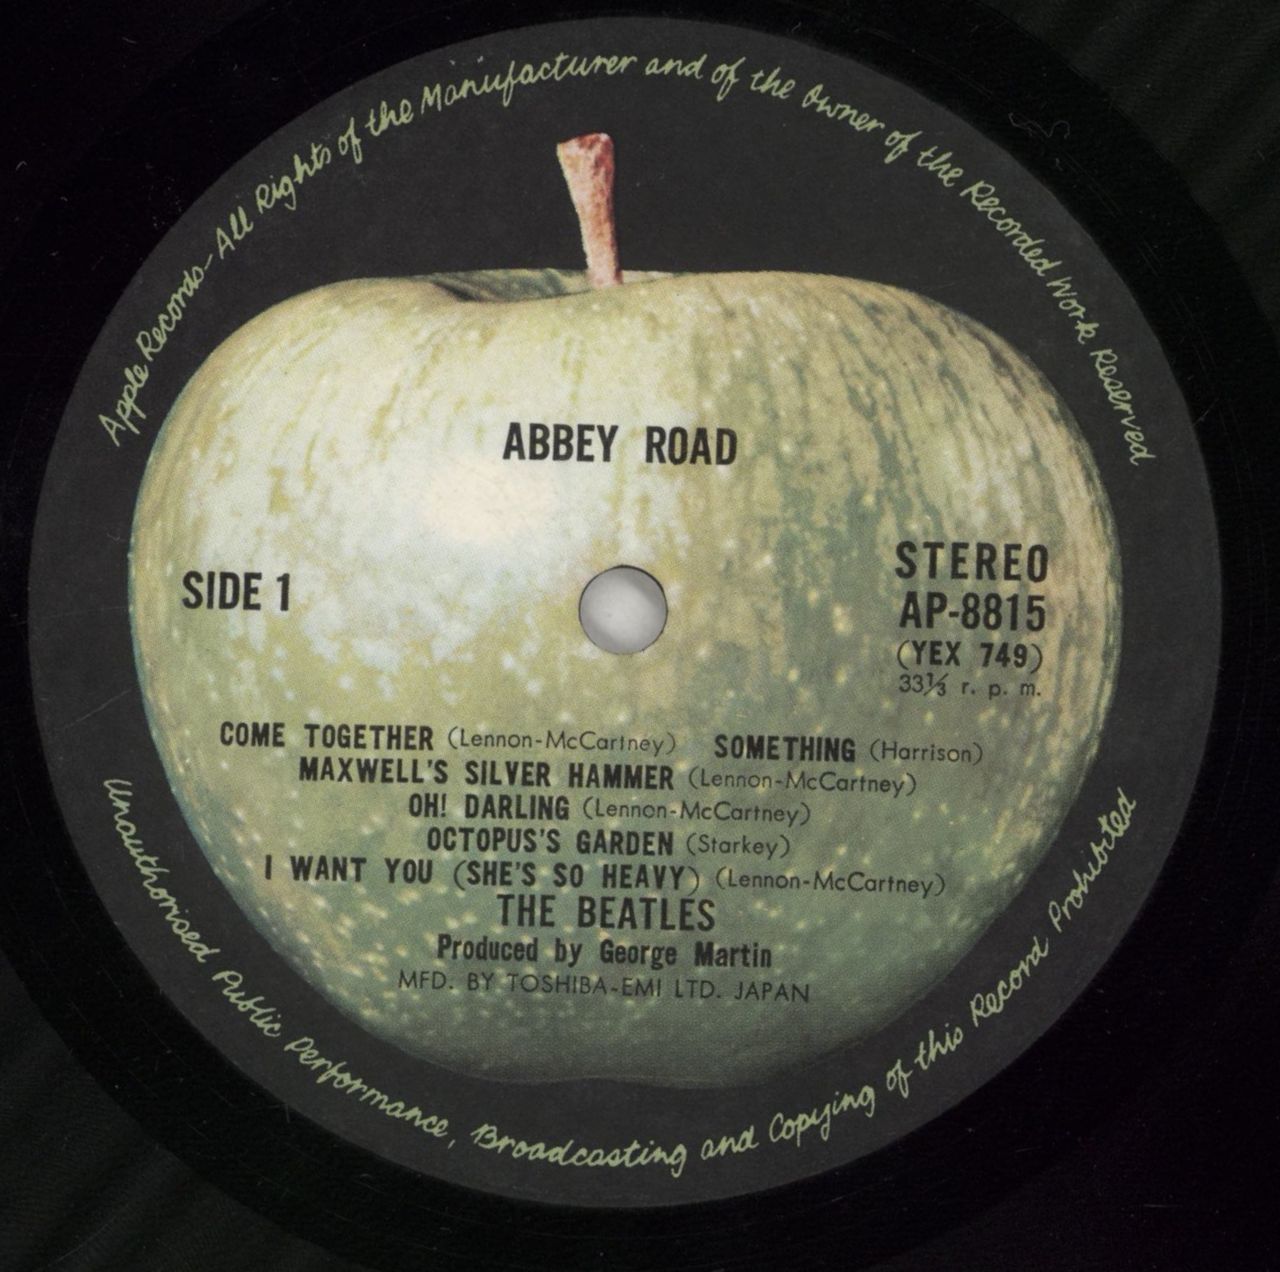 Apple Records - All Rights of the Manufacturer and of the Owner of the Recorded Work Reserved
ABBEY ROAD
SIDE 1
STEREO
AP-8815
(YEX 749)
33⅓ r. p. m.
COME TOGETHER (Lennon-McCartney) SOMETHING (Harrison)
MAXWELL'S SILVER HAMMER (Lennon-McCartney)
OH! DARLING (Lennon-McCartney)
OCTOPUS'S GARDEN (Starkey)
I WANT YOU (SHE'S SO HEAVY) (Lennon-McCartney)
THE BEATLES
Produced by George Martin
MFD. BY TOSHIBA-EMI LTD. JAPAN
Unauthorised Public Performance, Broadcasting and Copying of this Record Prohibited